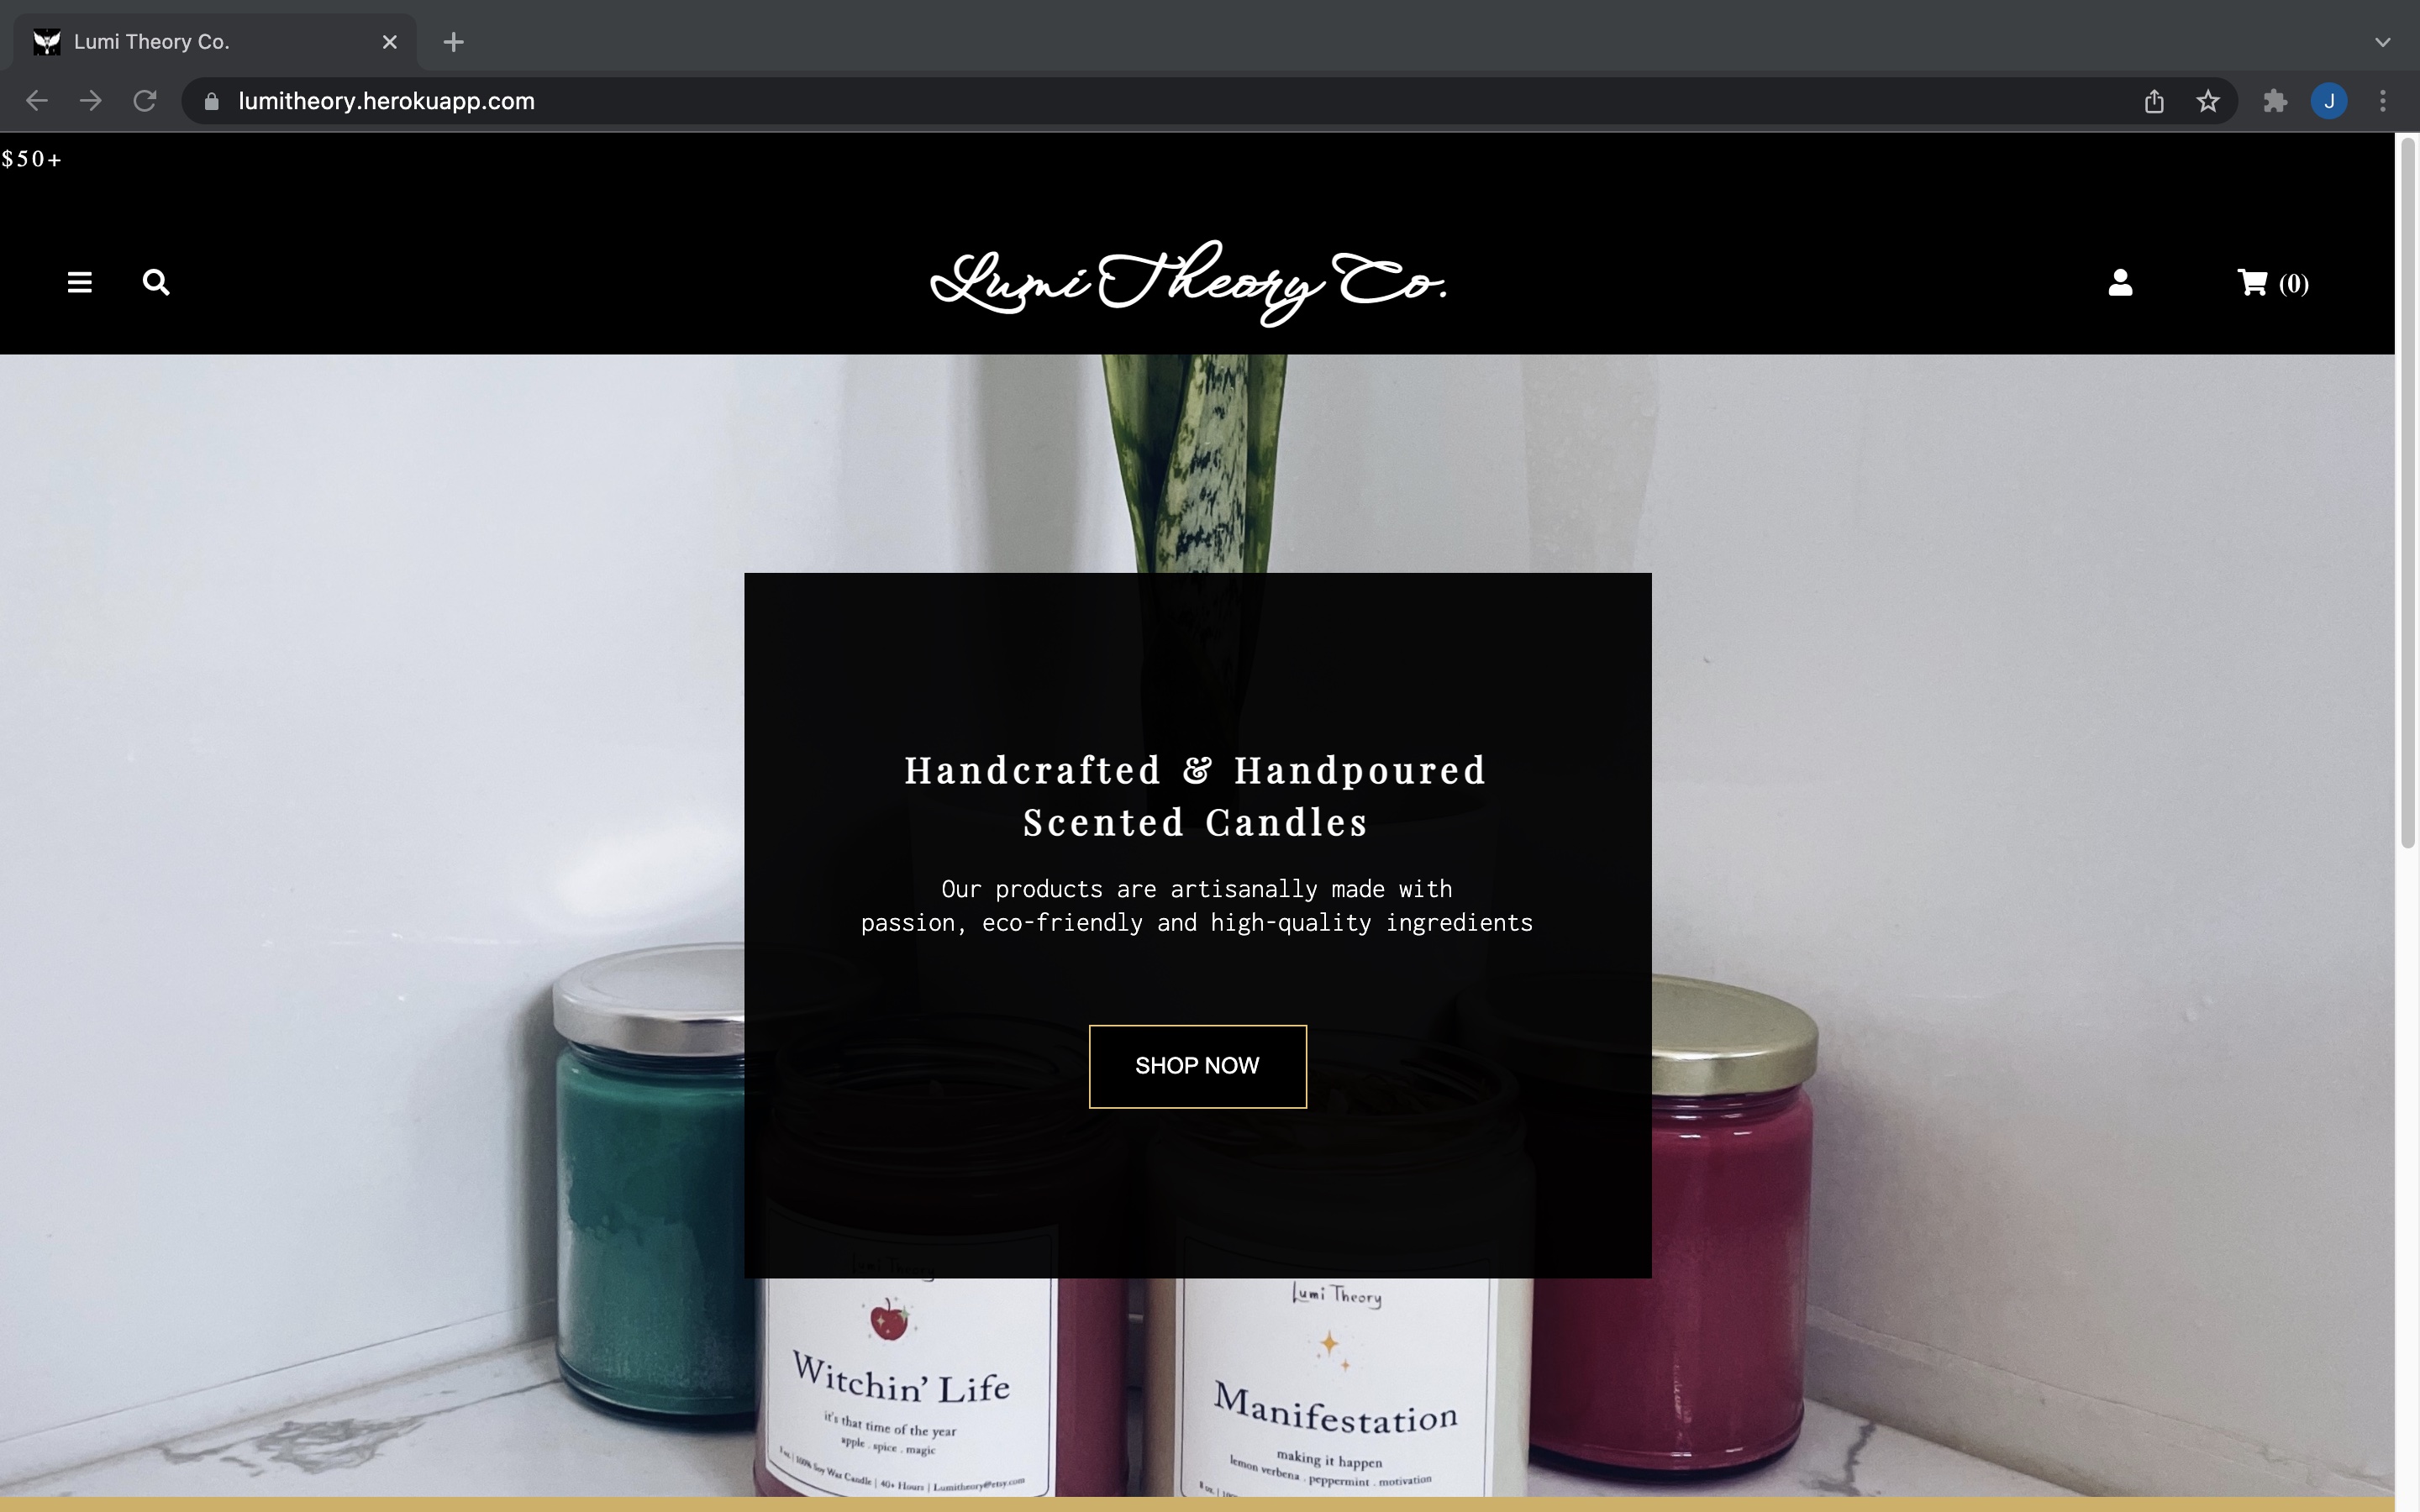 Lumi Theory Co.
lumitheory.herokuapp.com
J
$50+
Lumi Theory Co.
(0)
Handcrafted & Handpoured
Scented Candles
Our products are artisanally made with
passion, eco-friendly and high-quality ingredients
SHOP NOW
Lumi Theory
Witchin' Life
it's that time of the year
apple . spice . magic
100% Soy Wax Candle | 40+ Hours | Lumitheory@etsy.com
Lumi Theory
Manifestation
making it happen
lemon verbena . peppermint . motivation
8 oz.